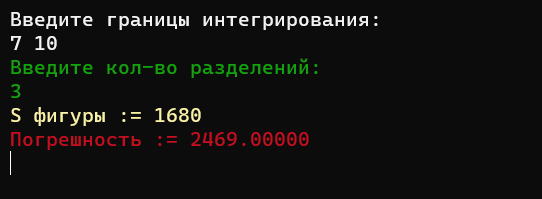 Введите границы интегрирования:
7 10
Введите кол-во разделений:
3
S фигуры := 1680
Погрешность := 2469.00000